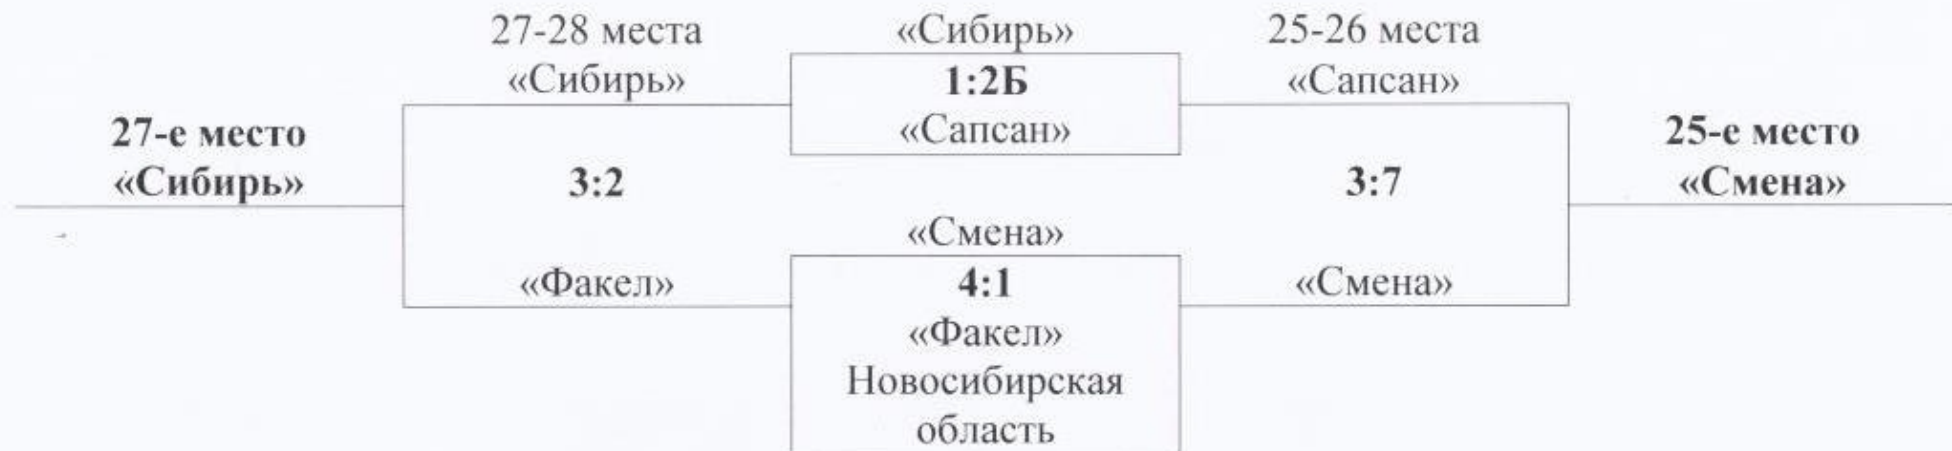 27-28 места
«Сибирь»
27-е место
«Сибирь»
3:2
«Факел»
«Сибирь»
1:2Б
«Сапсан»
«Смена»
4:1
«Факел»
Новосибирская
область
25-26 места
«Сапсан»
3:7
«Смена»
25-е место
«Смена»